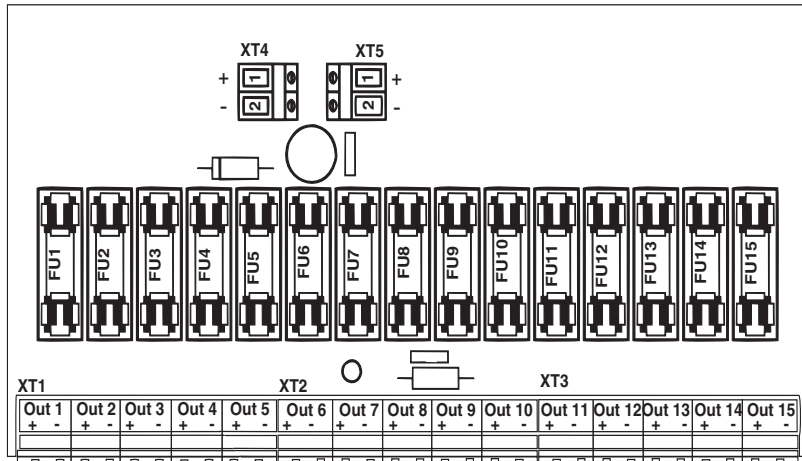 XT4 XT5
+ 1 1 +
- 2 2 -
FU1 FU2 FU3 FU4 FU5 FU6 FU7 FU8 FU9 FU10 FU11 FU12 FU13 FU14 FU15
XT1 XT2 XT3
Out 1 Out 2 Out 3 Out 4 Out 5 Out 6 Out 7 Out 8 Out 9 Out 10 Out 11 Out 12 Out 13 Out 14 Out 15
+ - + - + - + - + - + - + - + - + - + - + - + - + - + - + -